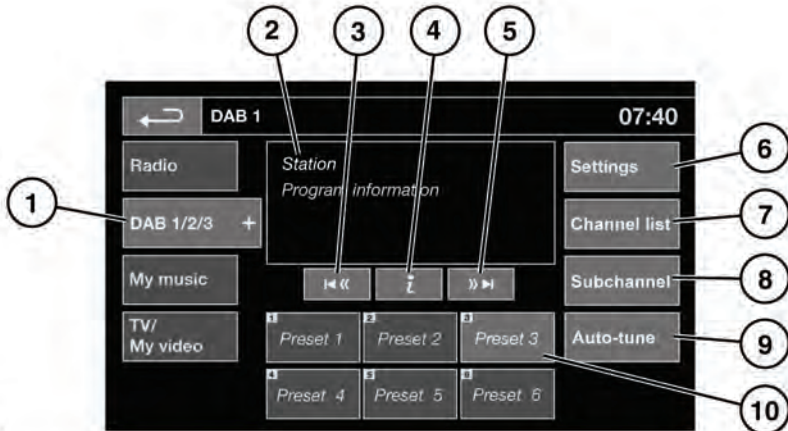 2
3
4
5
DAB 1
07:40
Radio
Station
Program information
Settings
6
1
DAB 1/2/3 +
Channel list
7
My music
i
Subchannel
8
TV/
My video
1 Preset 1
2 Preset 2
3 Preset 3
Auto-tune
9
4 Preset 4
5 Preset 5
6 Preset 6
10